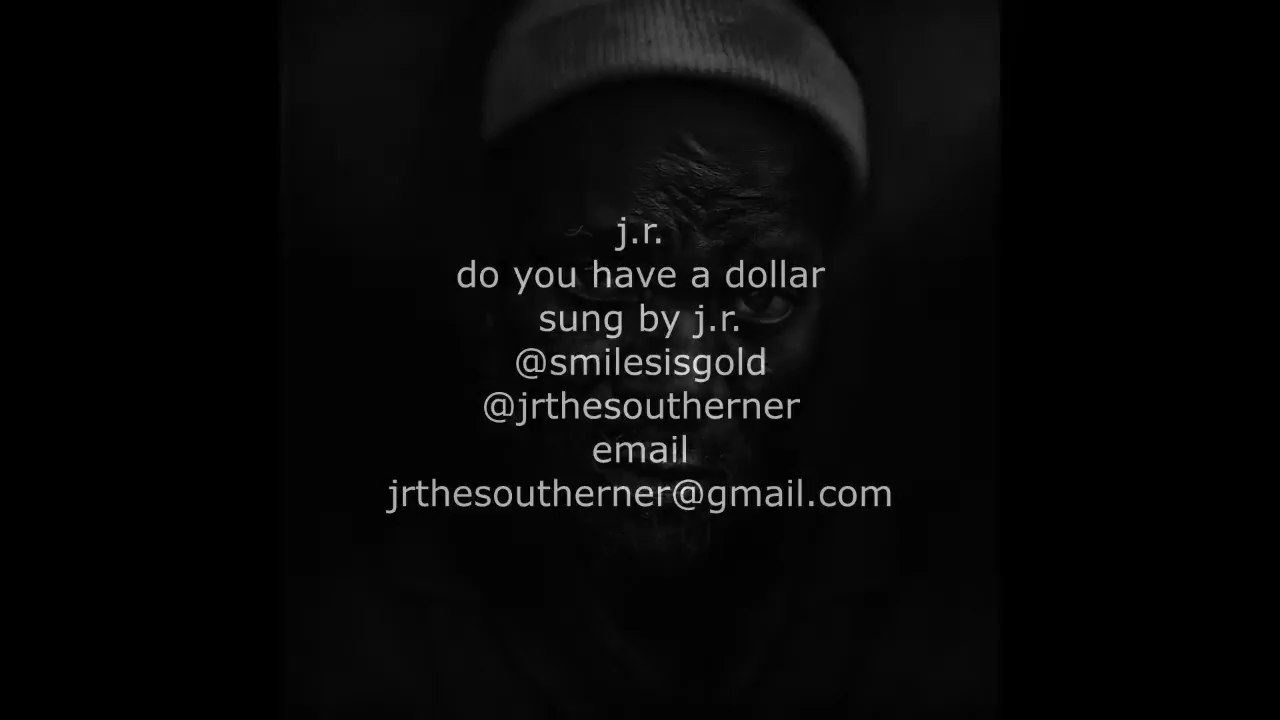 j.r.
do you have a dollar
sung by j.r.
@smilesisgold
@jrthesoutherner
email
jrthesoutherner@gmail.com